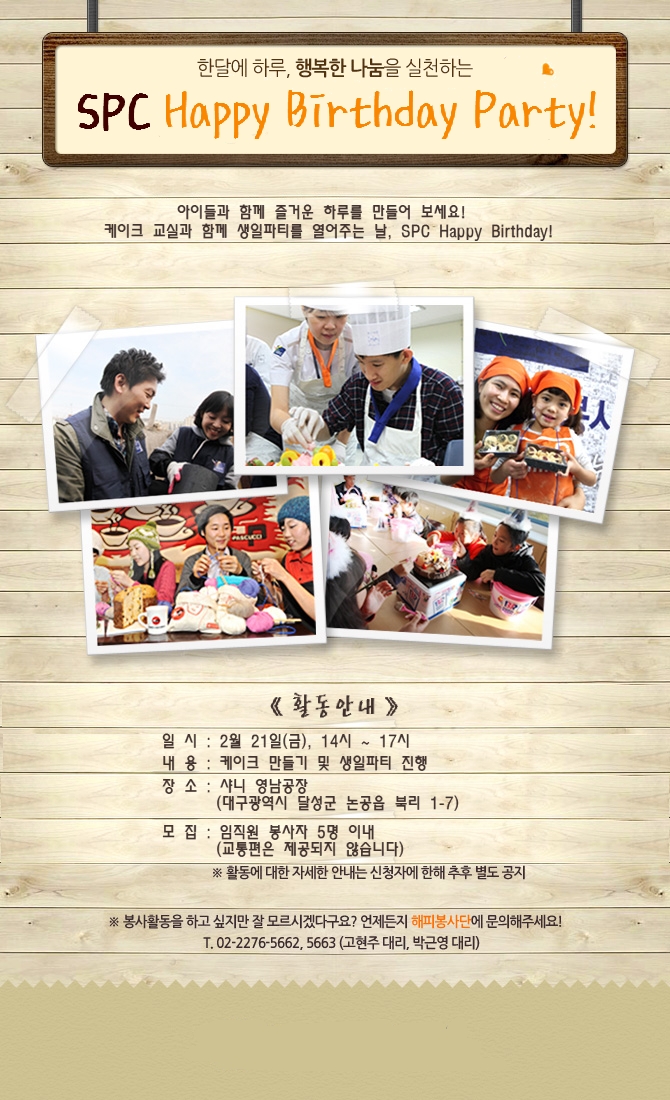 한달에 하루, 행복한 나눔을 실천하는
SPC Happy Birthday Party!
아이들과 함께 즐거운 하루를 만들어 보세요!
케이크 교실과 함께 생일파티를 열어주는 날, SPC Happy Birthday!
PASCUCCI
《 활동안내 》
일 시 : 2월 21일(금), 14시 ~ 17시
내 용 : 케이크 만들기 및 생일파티 진행
장 소 : 샤니 영남공장
(대구광역시 달성군 논공읍 북리 1-7)
모 집 : 임직원 봉사자 5명 이내
(교통편은 제공되지 않습니다)
※ 활동에 대한 자세한 안내는 신청자에 한해 추후 별도 공지
※ 봉사활동을 하고 싶지만 잘 모르시겠다구요? 언제든지 해피봉사단에 문의해주세요!
T. 02-2276-5662, 5663 (고현주 대리, 박근영 대리)